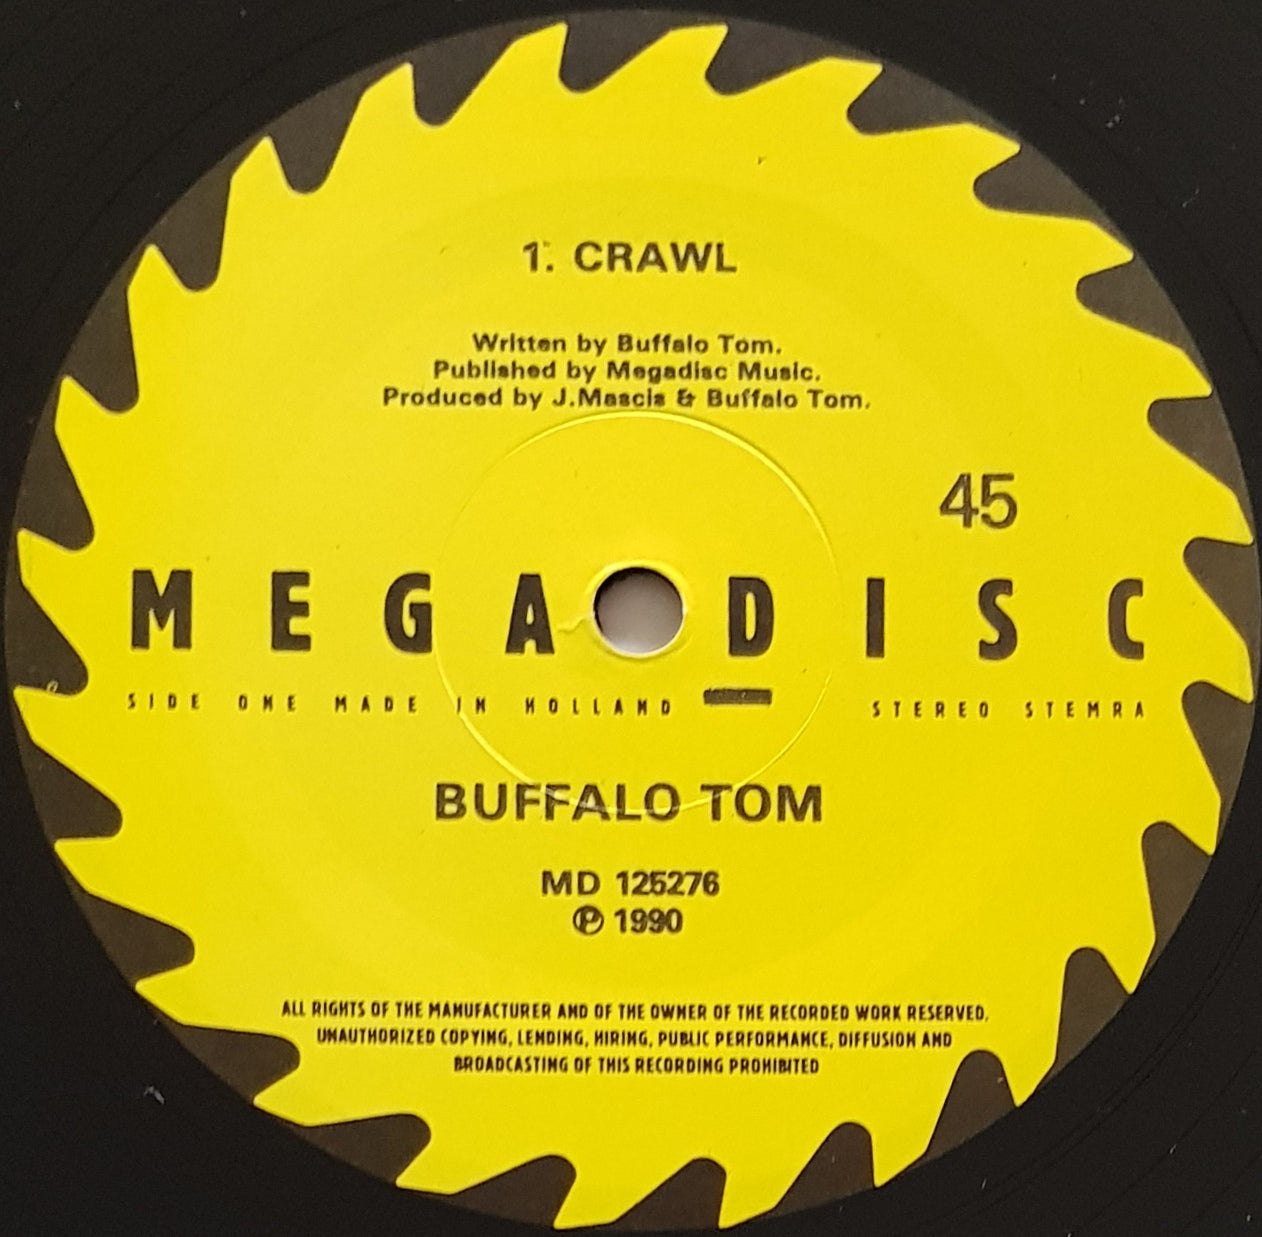 1. CRAWL
Written by Buffalo Tom.
Published by Megadisc Music.
Produced by J.Mascis & Buffalo Tom.
45
MEGADISC
SIDE ONE MADE IN HOLLAND STEREO STEMRA
BUFFALO TOM
MD 125276
℗ 1990
ALL RIGHTS OF THE MANUFACTURER AND OF THE OWNER OF THE RECORDED WORK RESERVED.
UNAUTHORIZED COPYING, LENDING, HIRING, PUBLIC PERFORMANCE, DIFFUSION AND
BROADCASTING OF THIS RECORDING PROHIBITED